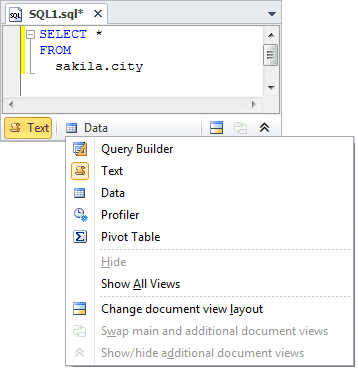 SQL SQL1.sql*
SELECT *
FROM
sakila.city
Text Data
Query Builder
Text
Data
Profiler
Pivot Table
Hide
Show All Views
Change document view layout
Swap main and additional document views
Show/hide additional document views